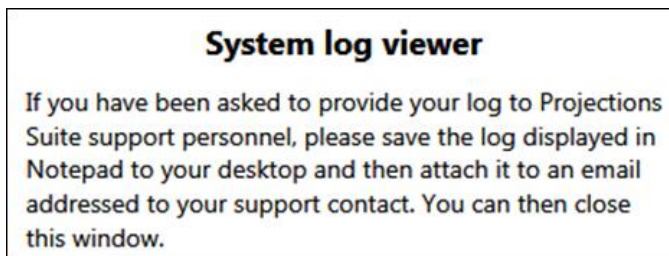 System log viewer
If you have been asked to provide your log to Projections
Suite support personnel, please save the log displayed in
Notepad to your desktop and then attach it to an email
addressed to your support contact. You can then close
this window.